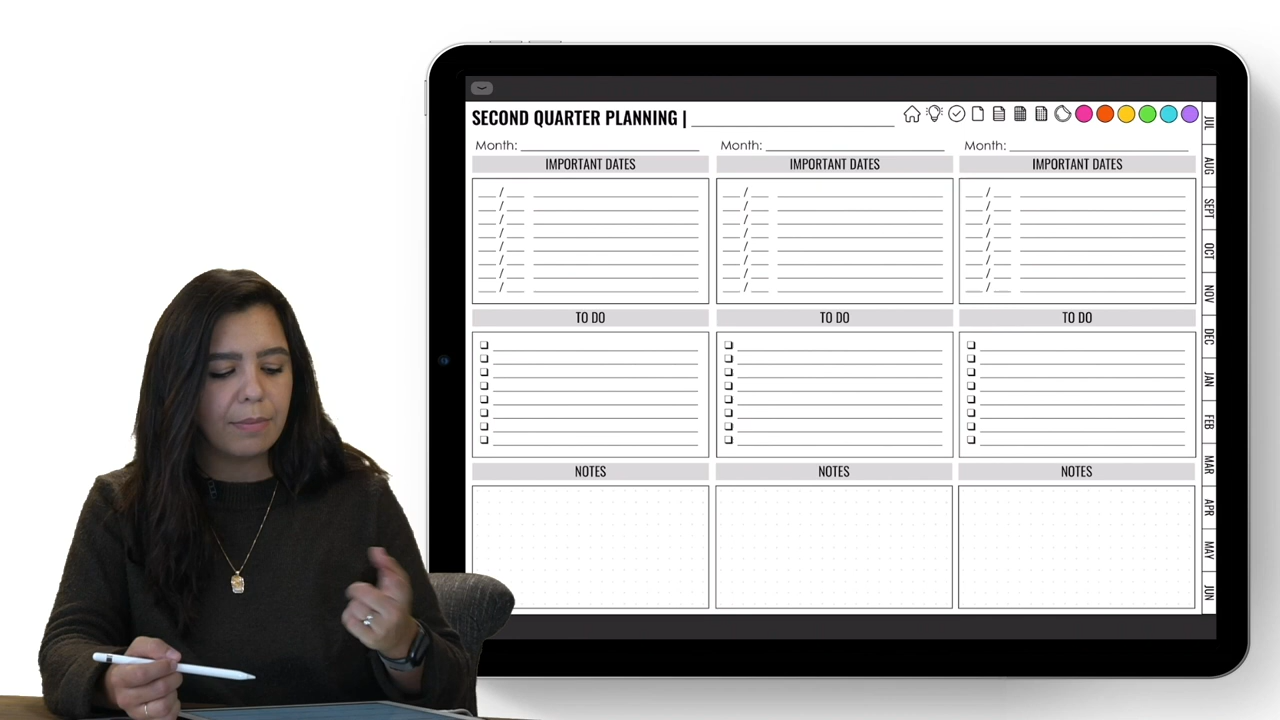 SECOND QUARTER PLANNING |
Month: Month: Month:
IMPORTANT DATES IMPORTANT DATES IMPORTANT DATES
/ / /
/ / /
/ / /
/ / /
/ / /
/ / /
/ / /
/ / /
TO DO TO DO TO DO
NOTES NOTES NOTES
JUL
AUG
SEPT
OCT
NOV
DEC
JAN
FEB
MAR
APR
MAY
JUN